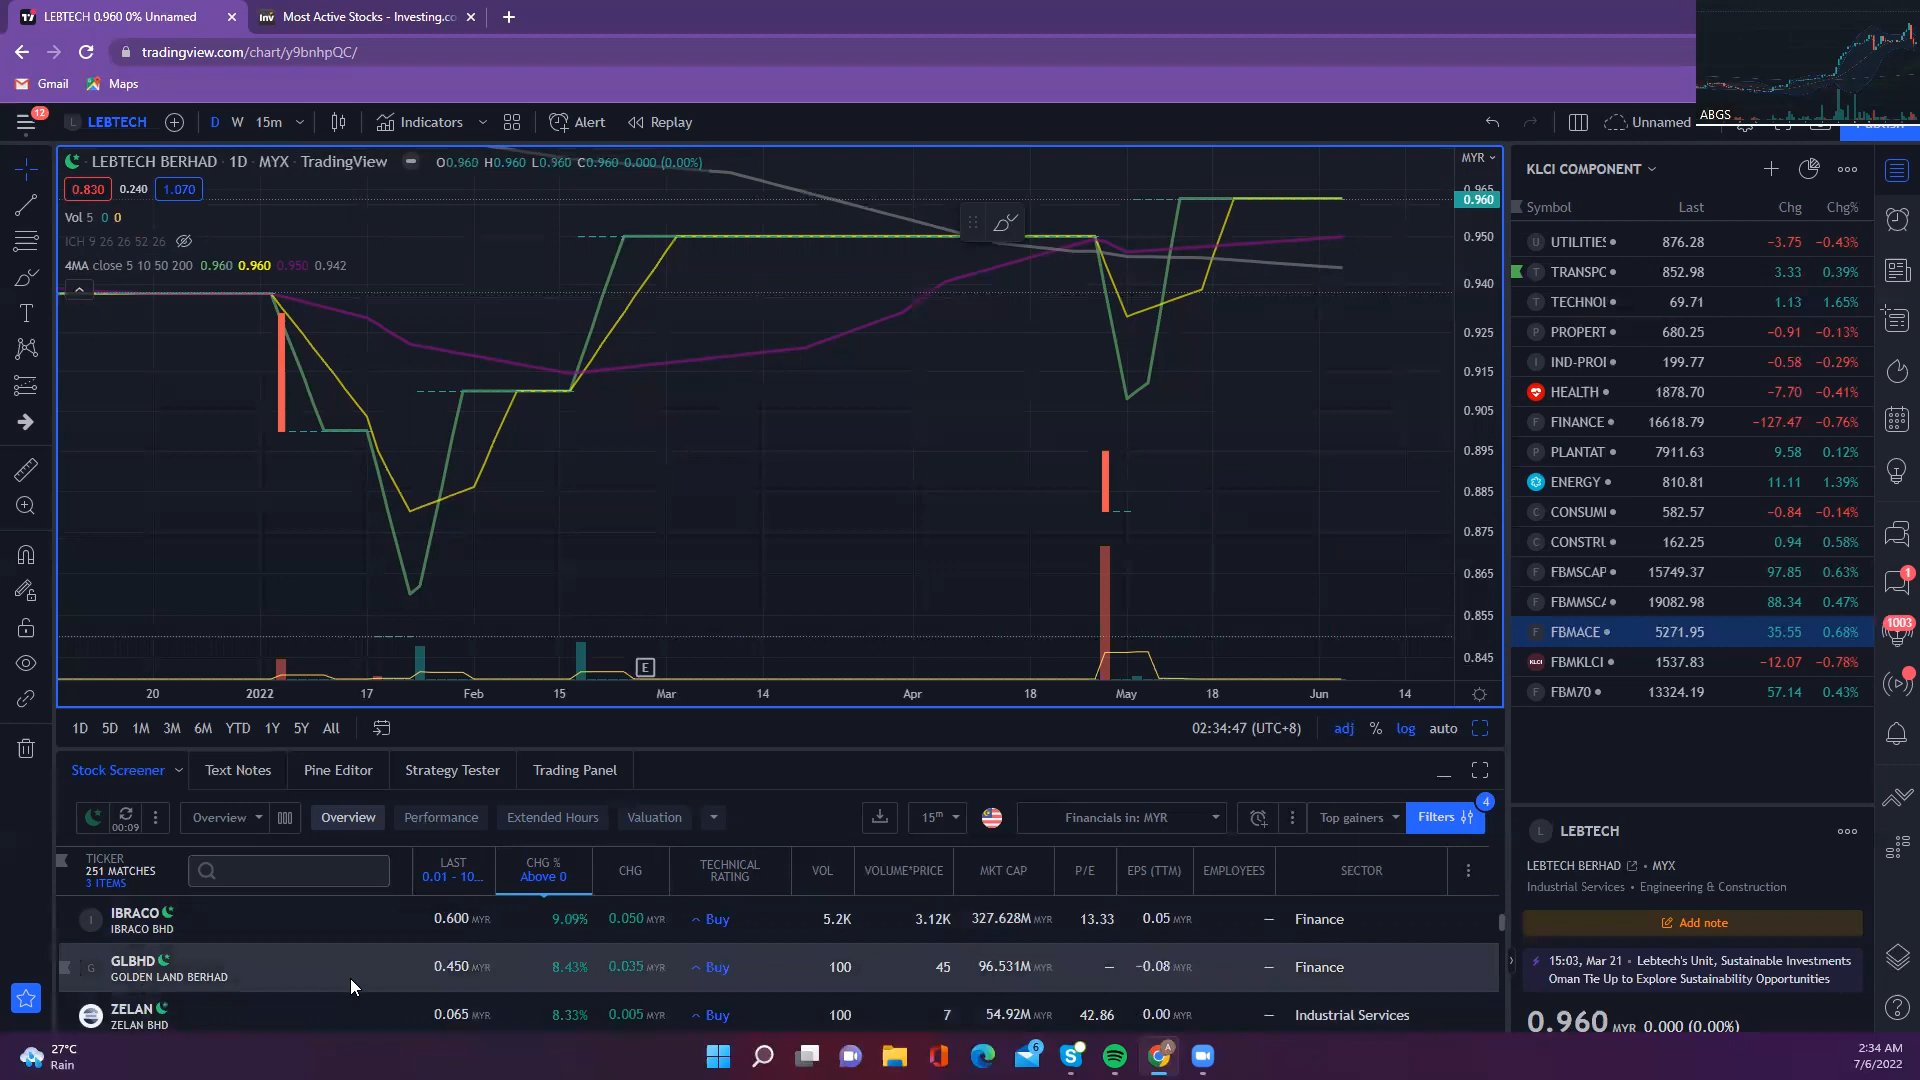 LEBTECH 0.960 0% Unnamed
Most Active Stocks - Investing.co
tradingview.com/chart/y9bnhpQC/
Gmail
Maps
ABGS
12
LEBTECH
D W 15m
Indicators
Alert
Replay
Unnamed
LEBTECH BERHAD · 1D · MYX · TradingView
O0.960 H0.960 L0.960 C0.960 0.000 (0.00%)
0.830 0.240 1.070
Vol 5 0 0
ICH 9 26 26 52 26
4MA close 5 10 50 200 0.960 0.960 0.950 0.942
MYR
0.965
0.960
0.950
0.940
0.925
0.915
0.905
0.895
0.885
0.875
0.865
0.855
0.845
E
20 2022 17 Feb 15 Mar 14 Apr 18 May 18 Jun 14
1D 5D 1M 3M 6M YTD 1Y 5Y All
02:34:47 (UTC+8)
adj % log auto
Stock Screener Text Notes Pine Editor Strategy Tester Trading Panel
00:09
Overview
Overview Performance Extended Hours Valuation
15m
Financials in: MYR
Top gainers
Filters
4
TICKER
251 MATCHES
3 ITEMS
LAST
0.01 - 10...
CHG %
Above 0
CHG
TECHNICAL
RATING
VOL
VOLUME*PRICE
MKT CAP
P/E
EPS (TTM)
EMPLOYEES
SECTOR
IBRACO
IBRACO BHD
0.600 MYR 9.09% 0.050 MYR Buy 5.2K 3.12K 327.628M MYR 13.33 0.05 MYR — Finance
GLBHD
GOLDEN LAND BERHAD
0.450 MYR 8.43% 0.035 MYR Buy 100 45 96.531M MYR — −0.08 MYR — Finance
ZELAN
ZELAN BHD
0.065 MYR 8.33% 0.005 MYR Buy 100 7 54.92M MYR 42.86 0.00 MYR — Industrial Services
KLCI COMPONENT
Symbol Last Chg Chg%
UTILITIES 876.28 −3.75 −0.43%
TRANSPC 852.98 3.33 0.39%
TECHNOL 69.71 1.13 1.65%
PROPERT 680.25 −0.91 −0.13%
IND-PROI 199.77 −0.58 −0.29%
HEALTH 1878.70 −7.70 −0.41%
FINANCE 16618.79 −127.47 −0.76%
PLANTAT 7911.63 9.58 0.12%
ENERGY 810.81 11.11 1.39%
CONSUMI 582.57 −0.84 −0.14%
CONSTRU 162.25 0.94 0.58%
FBMSCAP 15749.37 97.85 0.63%
FBMMSCA 19082.98 88.34 0.47%
FBMACE 5271.95 35.55 0.68%
KLCI FBMKLCI 1537.83 −12.07 −0.78%
FBM70 13324.19 57.14 0.43%
1
1003
LEBTECH
LEBTECH BERHAD · MYX
Industrial Services • Engineering & Construction
Add note
15:03, Mar 21 • Lebtech's Unit, Sustainable Investments
Oman Tie Up to Explore Sustainability Opportunities
0.960 MYR 0.000 (0.00%)
27°C
Rain
6
2:34 AM
7/6/2022